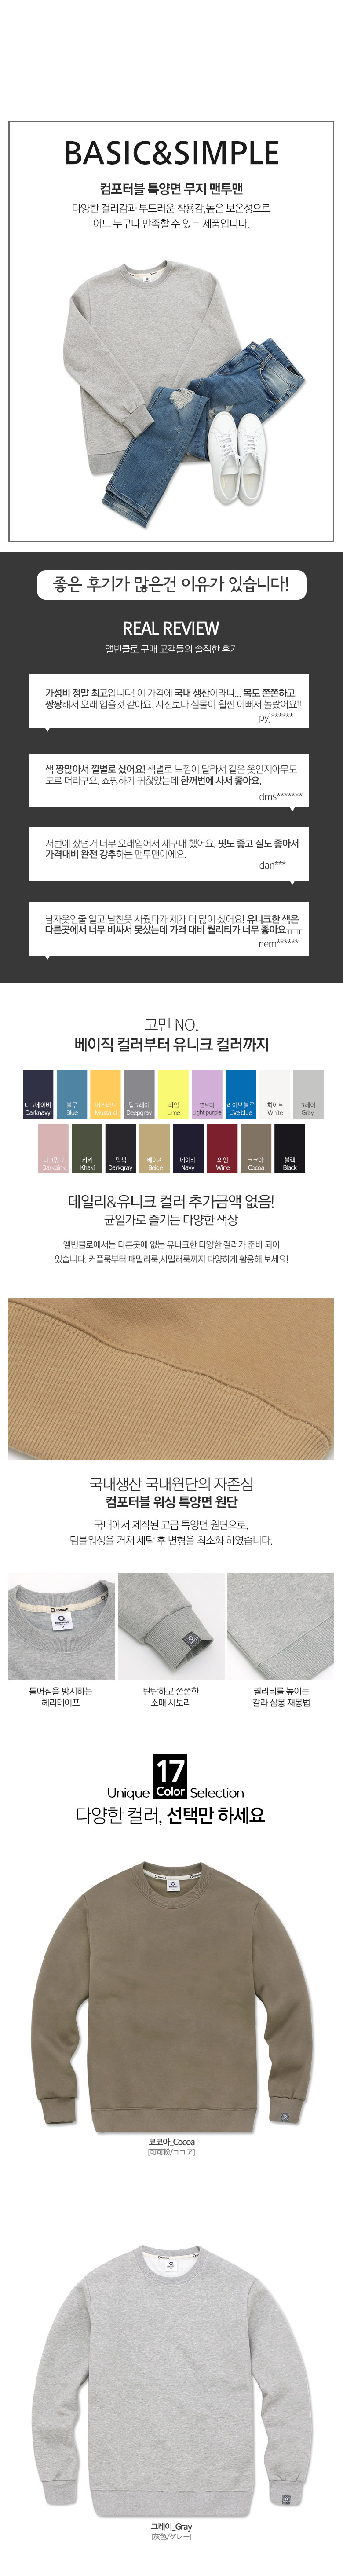 BASIC&SIMPLE
컴포터블 특양면 무지 맨투맨
다양한 컬러감과 부드러운 착용감,높은 보온성으로
어느 누구나 만족할 수 있는 제품입니다.
좋은 후기가 많은건 이유가 있습니다!
REAL REVIEW
앨빈클로 구매 고객들의 솔직한 후기
가성비 정말 최고입니다! 이 가격에 국내 생산이라니... 목도 쫀쫀하고
짱짱해서 오래 입을것 같아요. 사진보다 실물이 훨씬 이뻐서 놀랐어요!!
pyj******
색 짱많아서 깔별로 샀어요! 색별로 느낌이 달라서 같은 옷인지아무도
모르 더라구요. 쇼핑하기 귀찮았는데 한꺼번에 사서 좋아요.
dms*******
저번에 샀던거 너무 오래입어서 재구매 했어요. 핏도 좋고 질도 좋아서
가격대비 완전 강추하는 맨투맨이에요.
dan***
남자옷인줄 알고 남친옷 사줬다가 제가 더 많이 샀어요! 유니크한 색은
다른곳에서 너무 비싸서 못샀는데 가격 대비 퀄리티가 너무 좋아요ㅠㅠ
nem******
고민 NO.
베이직 컬러부터 유니크 컬러까지
다크네이비 블루 머스타드 딥그레이 라임 연보라 라이브 블루 화이트 그레이
Darknavy Blue Mustard Deepgray Lime Light purple Live blue White Gray
다크핑크 카키 먹색 베이지 네이비 와인 코코아 블랙
Darkpink Khaki Darkgray Beige Navy Wine Cocoa Black
데일리&유니크 컬러 추가금액 없음!
균일가로 즐기는 다양한 색상
앨빈클로에서는 다른곳에 없는 유니크한 다양한 컬러가 준비 되어
있습니다. 커플룩부터 패밀리룩,시밀러룩까지 다양하게 활용해 보세요!
국내생산 국내원단의 자존심
컴포터블 워싱 특양면 원단
국내에서 제작된 고급 특양면 원단으로,
덤블워싱을 거쳐 세탁 후 변형을 최소화 하였습니다.
틀어짐을 방지하는
헤리테이프
탄탄하고 쫀쫀한
소매 시보리
퀄리티를 높이는
갈라 삼봉 재봉법
Unique 17 Color Selection
다양한 컬러, 선택만 하세요
코코아_Cocoa
[可可粉/ココア]
그레이_Gray
[灰色/グレー]